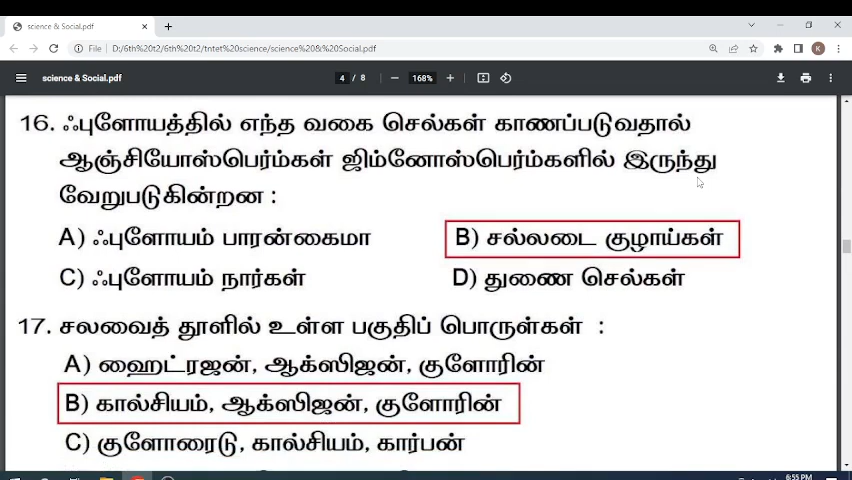 science & Social.pdf
File D:/6th%20t2/6th%20t2/tntet%20science/science%20&%20Social.pdf
K
science & Social.pdf 4 / 8 168%
16. ஃபுளோயத்தில் எந்த வகை செல்கள் காணப்படுவதால்
ஆஞ்சியோஸ்பெர்ம்கள் ஜிம்னோஸ்பெர்ம்களில் இருந்து
வேறுபடுகின்றன :
A) ஃபுளோயம் பாரன்கைமா B) சல்லடை குழாய்கள்
C) ஃபுளோயம் நார்கள் D) துணை செல்கள்
17. சலவைத் தூளில் உள்ள பகுதிப் பொருள்கள் :
A) ஹைட்ரஜன், ஆக்ஸிஜன், குளோரின்
B) கால்சியம், ஆக்ஸிஜன், குளோரின்
C) குளோரைடு, கால்சியம், கார்பன்
6:55 PM